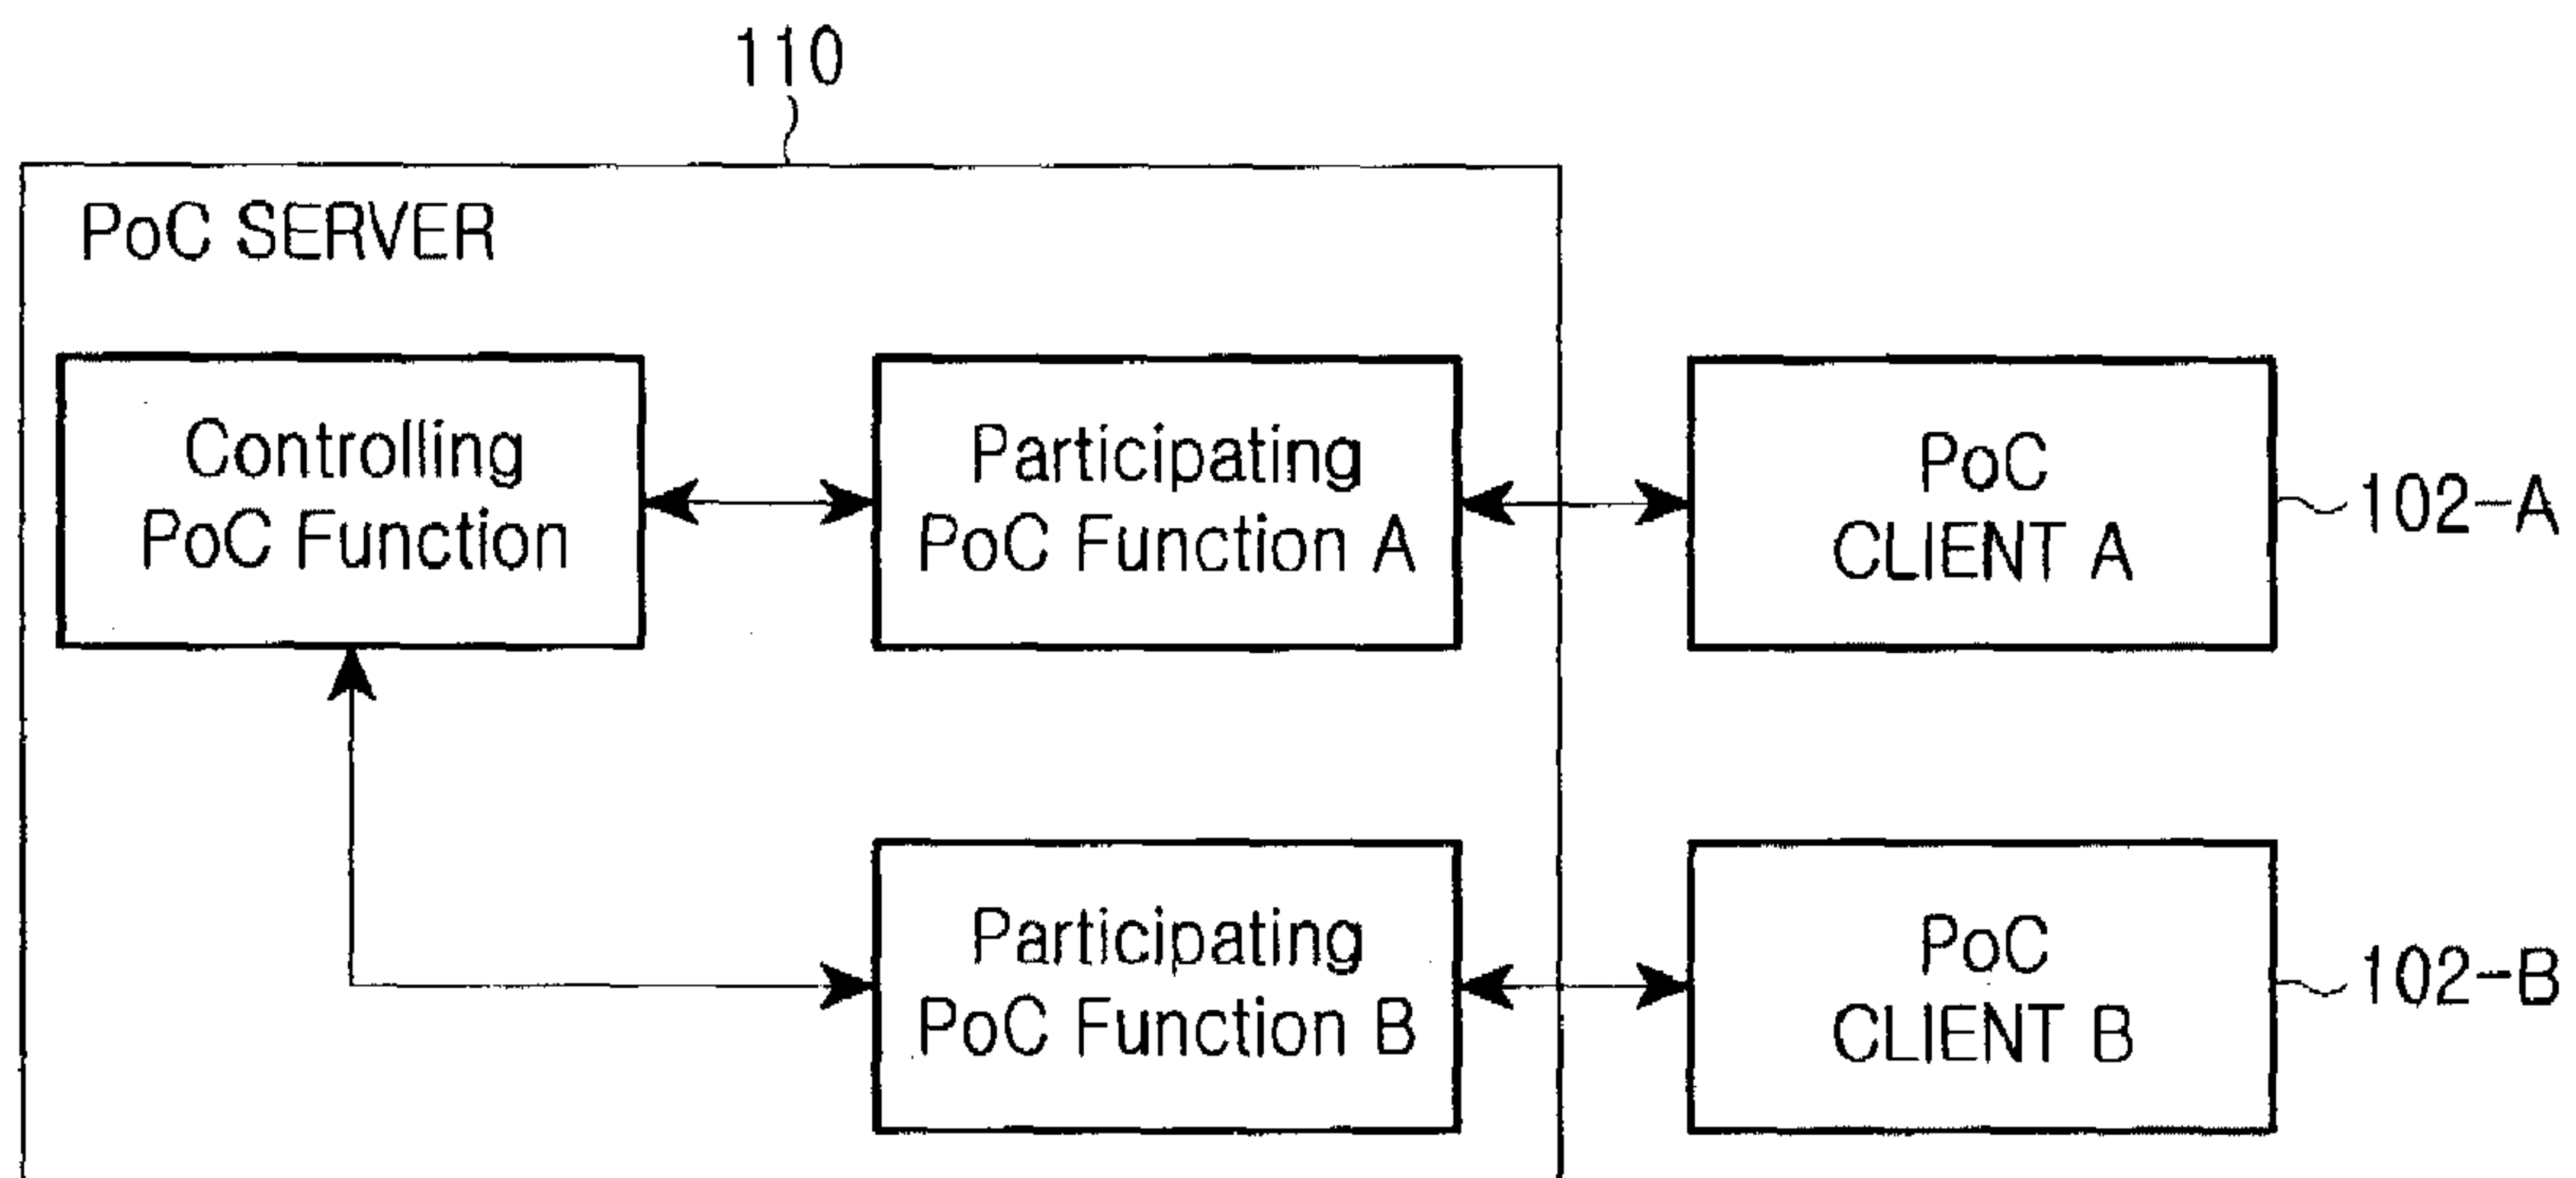 110
PoC SERVER
Controlling
PoC Function
Participating
PoC Function A
PoC
CLIENT A
102-A
Participating
PoC Function B
PoC
CLIENT B
102-B